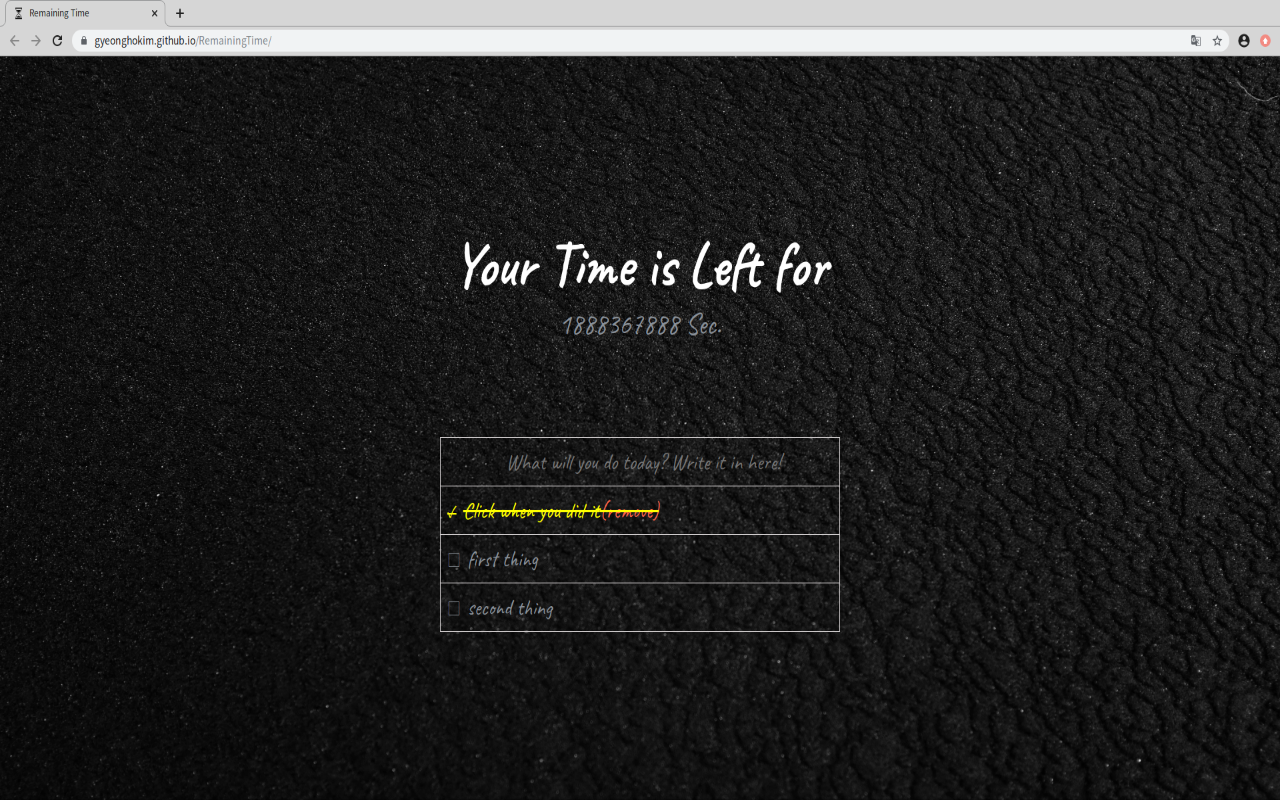 Remaining Time
gyeonghokim.github.io/RemainingTime/
Your Time is Left for
1888367888 Sec.
What will you do today? Write it in here!
✓ Click when you did it(remove)
first thing
second thing